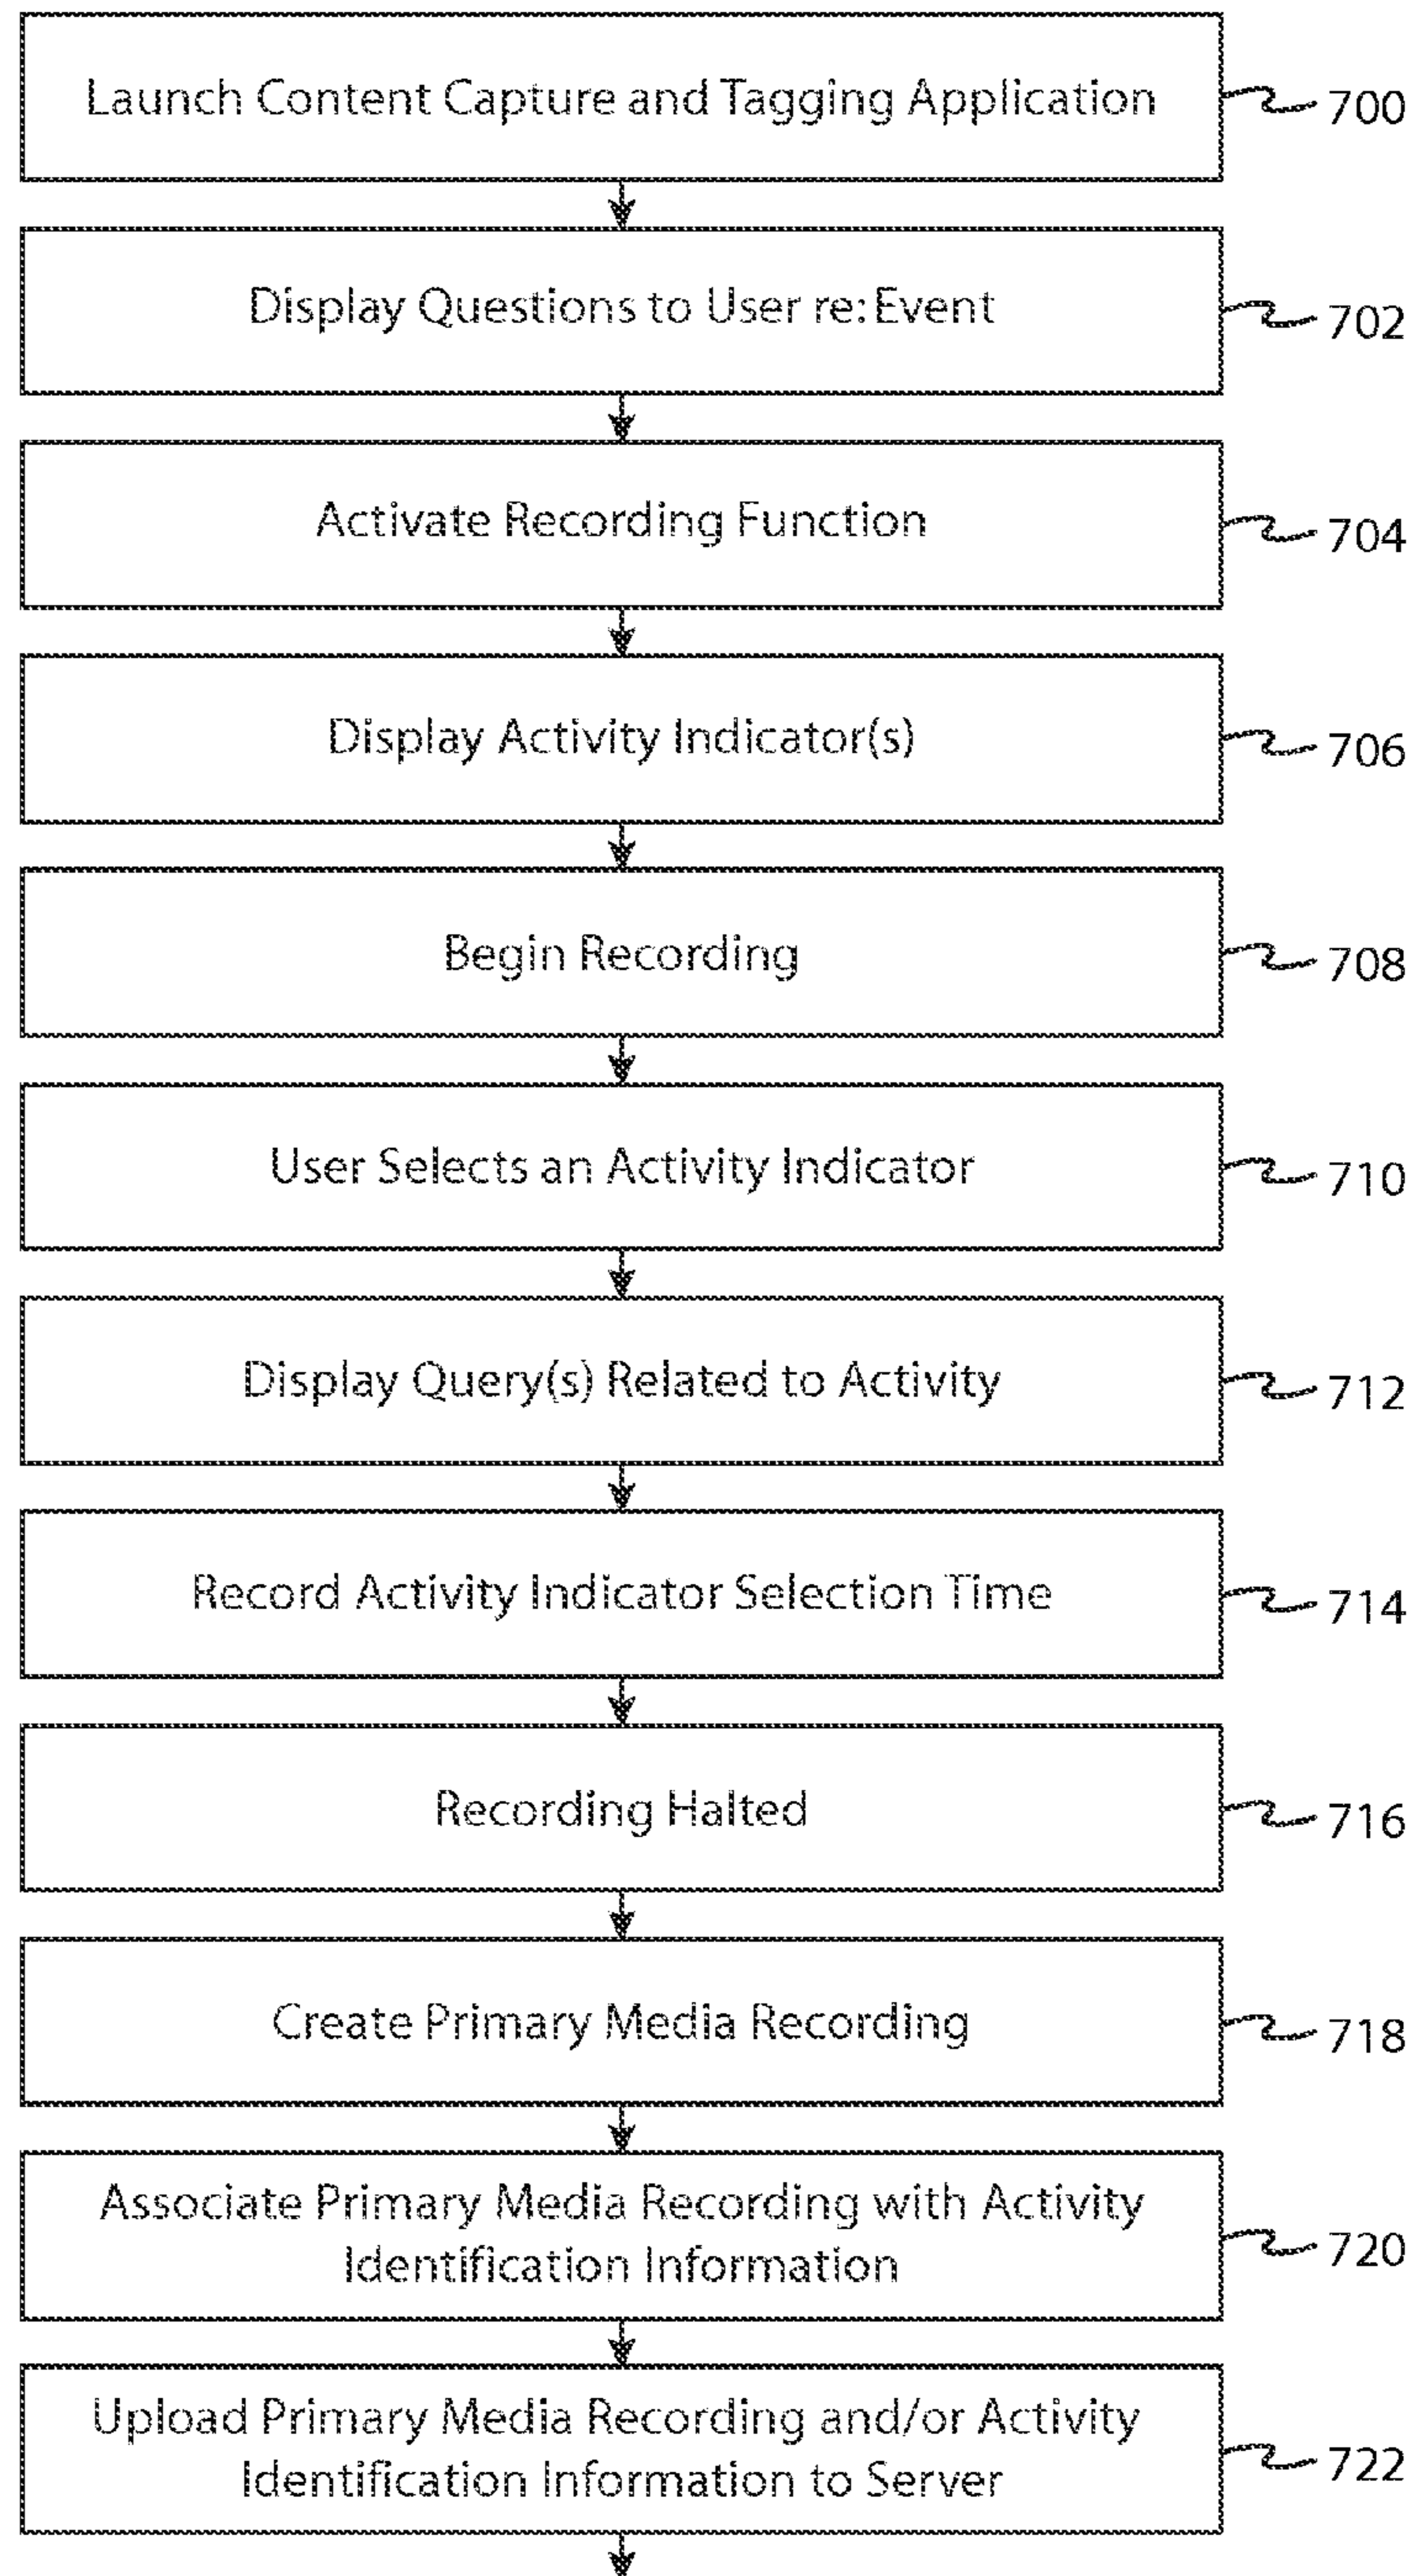 Launch Content Capture and Tagging Application
700
Display Questions to User re: Event
702
Activate Recording Function
704
Display Activity Indicator(s)
706
Begin Recording
708
User Selects an Activity Indicator
710
Display Query(s) Related to Activity
712
Record Activity Indicator Selection Time
714
Recording Halted
716
Create Primary Media Recording
718
Associate Primary Media Recording with Activity
Identification Information
720
Upload Primary Media Recording and/or Activity
Identification Information to Server
722